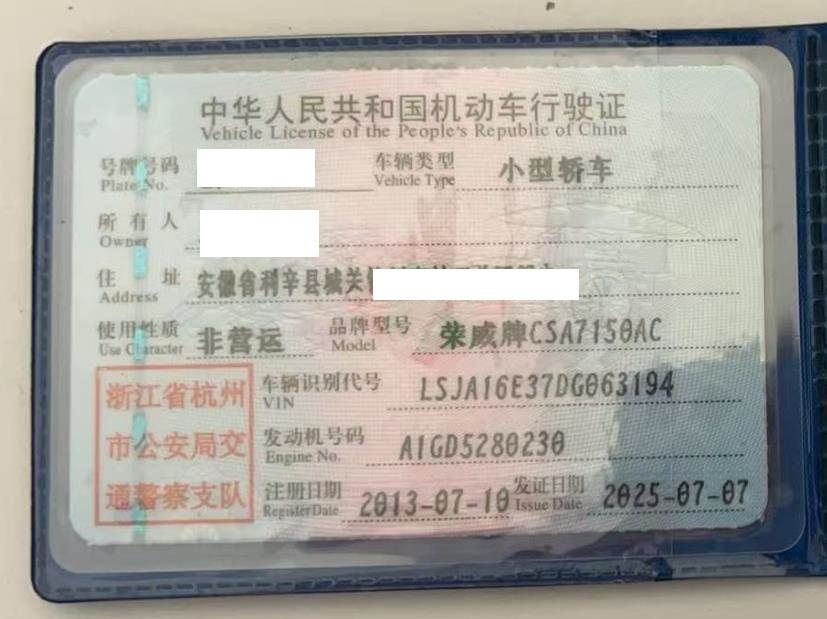 中华人民共和国机动车行驶证
Vehicle License of the People's Republic of China
号牌号码 车辆类型 小型轿车
Plate No. Vehicle Type
所有人
Owner
住址 安徽省利辛县城关
Address
使用性质 非营运 品牌型号 荣威牌CSA7150AC
Use Character Model
浙江省杭州
市公安局交
通警察支队
车辆识别代号 LSJA16E37DG063194
VIN
发动机号码 A1GD5280230
Engine No.
注册日期 2013-07-10 发证日期 2025-07-07
Register Date Issue Date